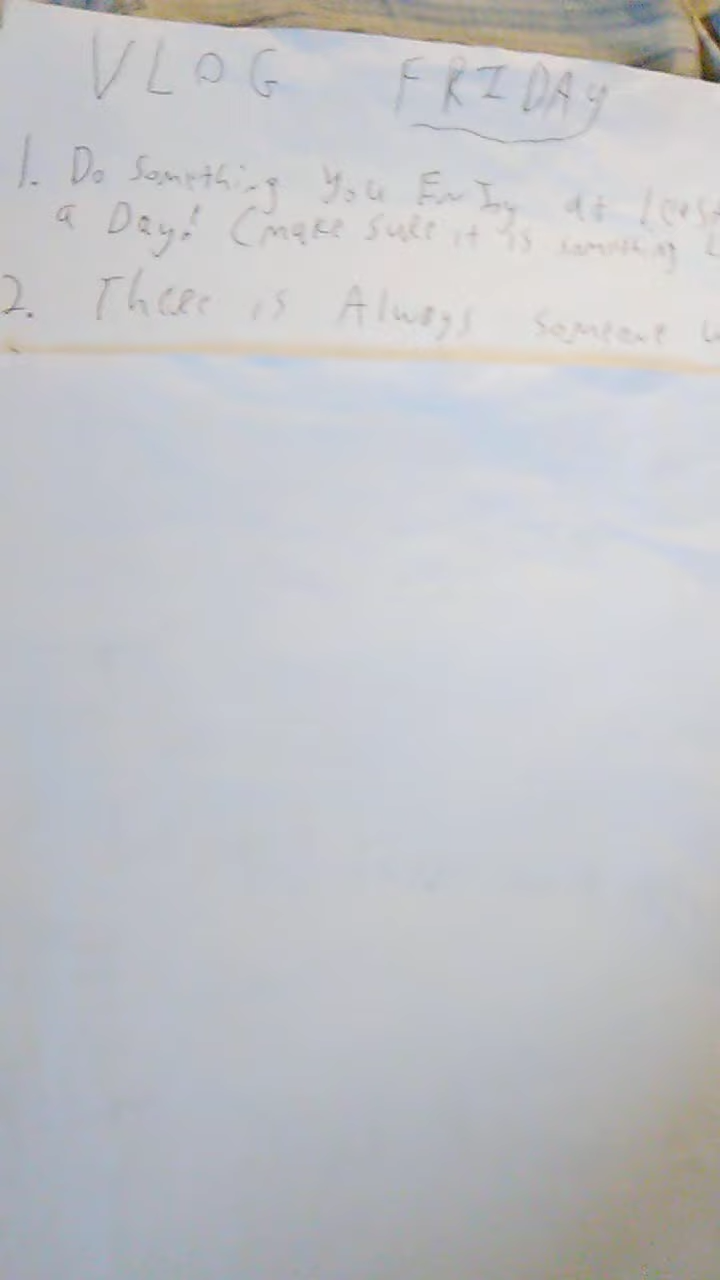 VLOG FRIDAY
1. Do Something You Enjoy at least
a Day! (make sure it is something
2. There is Always someone